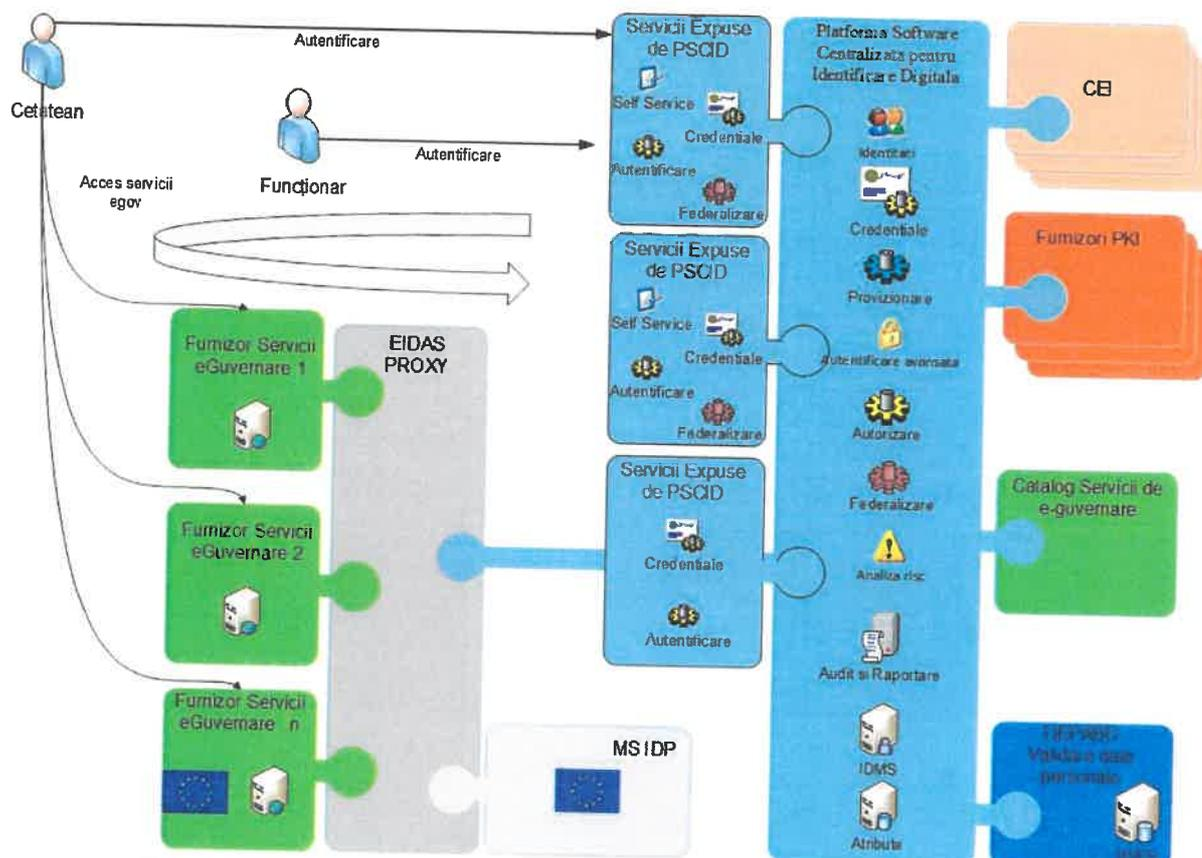 Cetatean
Autentificare
Funcționar
Autentificare
Acces servicii
egov
Furnizor Servicii
eGuvernare 1
Furnizor Servicii
eGuvernare 2
Furnizor Servicii
eGuvernare n
EIDAS
PROXY
MS IDP
Servicii Expuse
de PSCID
Self Service
Credentiale
Autentificare
Federalizare
Servicii Expuse
de PSCID
Self Service
Credentiale
Autentificare
Federalizare
Servicii Expuse
de PSCID
Credentiale
Autentificare
Platforma Software
Centralizata pentru
Identificare Digitala
Identitati
Credentiale
Provizionare
Autentificare avansata
Autorizare
Federalizare
Analiza risc
Audit si Raportare
IDMS
Atribute
CEI
Furnizori PKI
Catalog Servicii de
e-guvernare
Validare date
personale